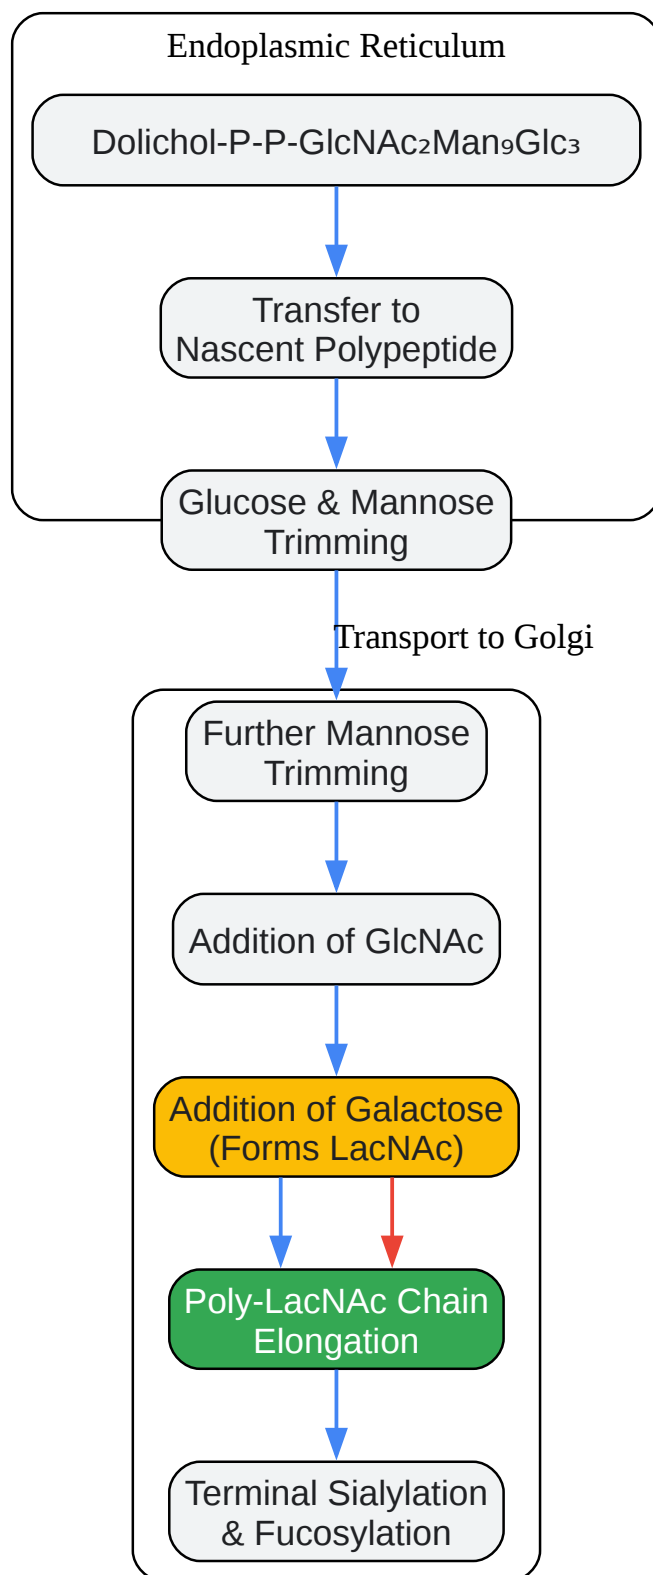 Endoplasmic Reticulum
Dolichol-P-P-GlcNAc₂Man₉Glc₃
Transfer to
Nascent Polypeptide
Glucose & Mannose
Trimming
Transport to Golgi
Further Mannose
Trimming
Addition of GlcNAc
Addition of Galactose
(Forms LacNAc)
Poly-LacNAc Chain
Elongation
Terminal Sialylation
& Fucosylation